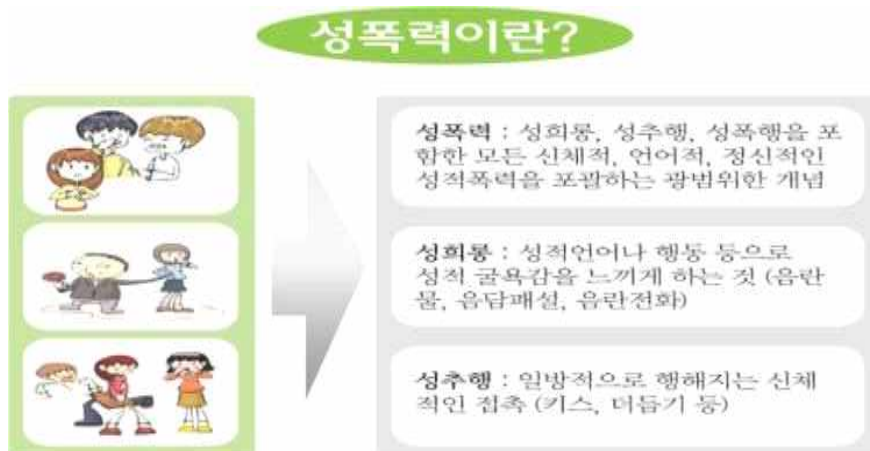 성폭력이란?
성폭력 : 성희롱, 성추행, 성폭행을 포
함한 모든 신체적, 언어적, 정신적인
성적폭력을 포괄하는 광범위한 개념
성희롱 : 성적언어나 행동 등으로
성적 굴욕감을 느끼게 하는 짓 (음란
물, 음담패설, 음란전화)
성추행 : 일방적으로 행해지는 신체
적인 접촉 (키스, 더듬기 등)